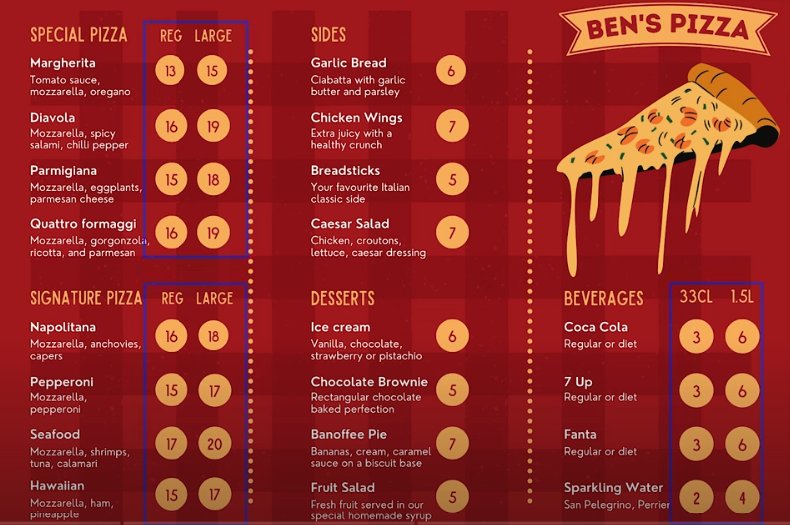 BEN'S PIZZA
SPECIAL PIZZA REG LARGE
Margherita 13 15
Tomato sauce,
mozzarella, oregano
Diavola 16 19
Mozzarella, spicy
salami, chilli pepper
Parmigiana 15 18
Mozzarella, eggplants,
parmesan cheese
Quattro formaggi 16 19
Mozzarella, gorgonzola,
ricotta, and parmesan
SIGNATURE PIZZA REG LARGE
Napolitana 16 18
Mozzarella, anchovies,
capers
Pepperoni 15 17
Mozzarella,
pepperoni
Seafood 17 20
Mozzarella, shrimps,
tuna, calamari
Hawaiian 15 17
Mozzarella, ham,
pineapple
SIDES
Garlic Bread 6
Ciabatta with garlic
butter and parsley
Chicken Wings 7
Extra juicy with a
healthy crunch
Breadsticks 5
Your favourite Italian
classic side
Caesar Salad 7
Chicken, croutons,
lettuce, caesar dressing
DESSERTS
Ice cream 6
Vanilla, chocolate,
strawberry or pistachio
Chocolate Brownie 5
Rectangular chocolate
baked perfection
Banoffee Pie 7
Bananas, cream, caramel
sauce on a biscuit base
Fruit Salad 5
Fresh fruit served in our
special homemade syrup
BEVERAGES 33CL 1.5L
Coca Cola 3 6
Regular or diet
7 Up 3 6
Regular or diet
Fanta 3 6
Regular or diet
Sparkling Water 2 4
San Pelegrino, Perrier